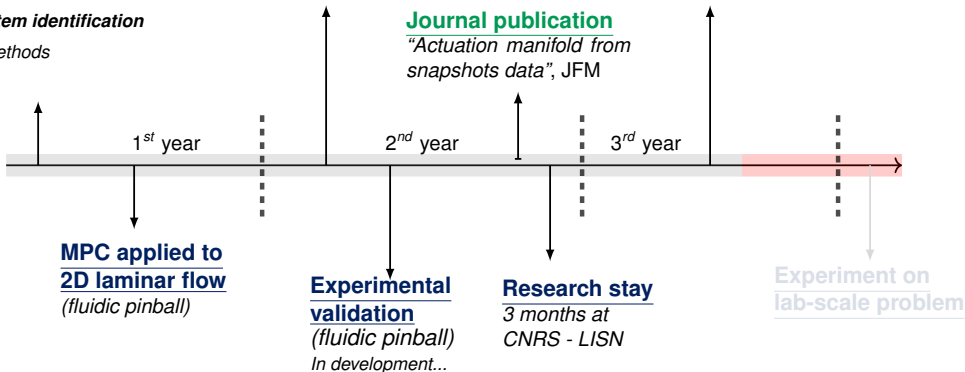 tem identification
ethods
Journal publication
"Actuation manifold from
snapshots data", JFM
1st year
2nd year
3rd year
MPC applied to
2D laminar flow
(fluidic pinball)
Experimental
validation
(fluidic pinball)
In development...
Research stay
3 months at
CNRS - LISN
Experiment on
lab-scale problem